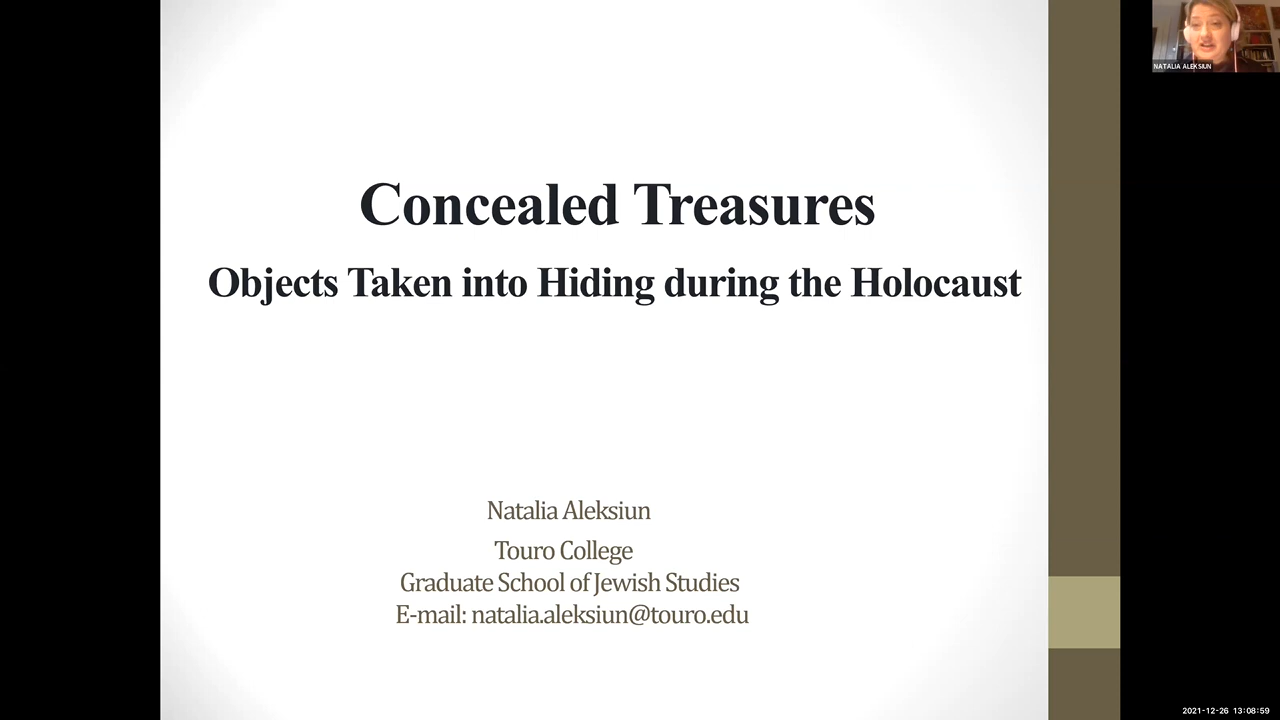 NATALIA ALEKSIUN
Concealed Treasures
Objects Taken into Hiding during the Holocaust
Natalia Aleksiun
Touro College
Graduate School of Jewish Studies
E-mail: natalia.aleksiun@touro.edu
2021-12-26 13:08:59